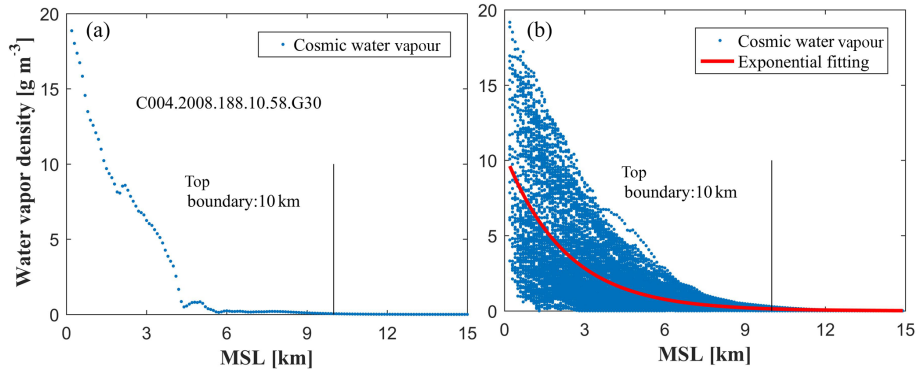 (a)
Cosmic water vapour
C004.2008.188.10.58.G30
Top
boundary:10 km
Water vapor density [g m⁻³]
20
15
10
5
0
0 3 6 9 12 15
MSL [km]
(b)
Cosmic water vapour
Exponential fitting
Top
boundary:10 km
20
15
10
5
0
0 3 6 9 12 15
MSL [km]